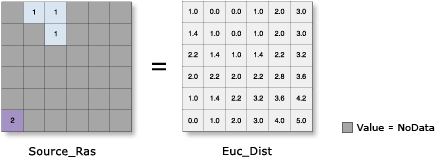 1 1
1
2
1.0 0.0 0.0 1.0 2.0 3.0
1.4 1.0 0.0 1.0 2.0 3.0
2.2 1.4 1.0 1.4 2.2 3.2
2.0 2.2 2.0 2.2 2.8 3.6
1.0 1.4 2.2 3.2 3.6 4.2
0.0 1.0 2.0 3.0 4.0 5.0
=
Value = NoData
Source_Ras
Euc_Dist